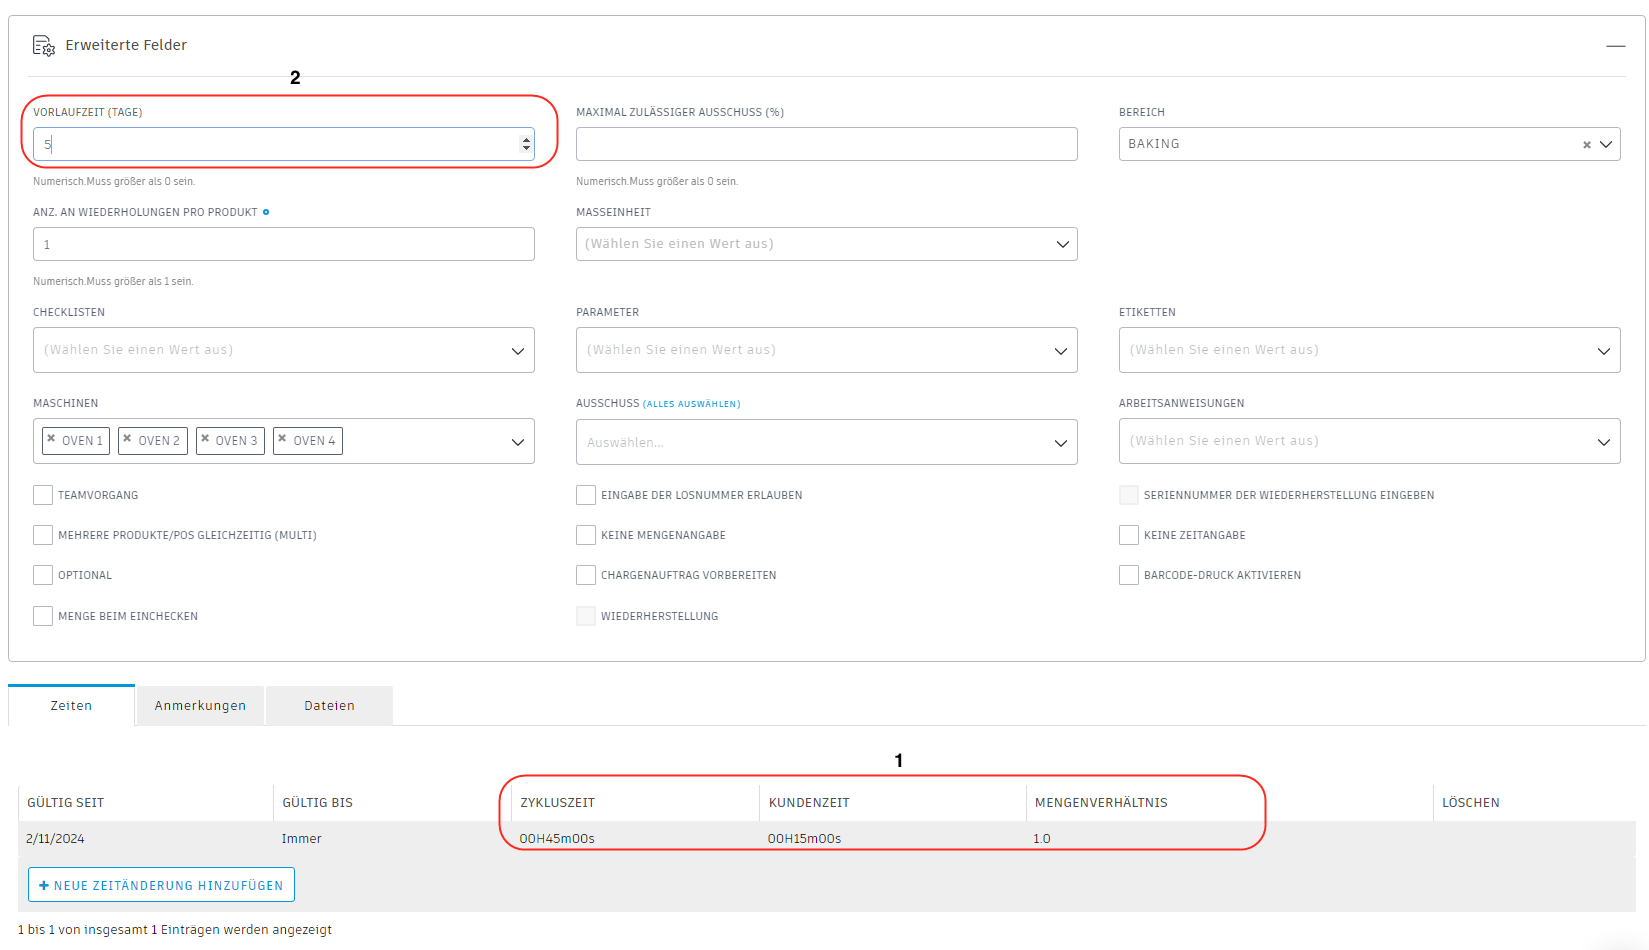 Erweiterte Felder
2
VORLAUFZEIT (TAGE)
MAXIMAL ZULÄSSIGER AUSSCHUSS (%)
BEREICH
5
BAKING
Numerisch.Muss größer als 0 sein.
Numerisch.Muss größer als 0 sein.
ANZ. AN WIEDERHOLUNGEN PRO PRODUKT
MASSEINHEIT
1
(Wählen Sie einen Wert aus)
Numerisch.Muss größer als 1 sein.
CHECKLISTEN
PARAMETER
ETIKETTEN
(Wählen Sie einen Wert aus)
(Wählen Sie einen Wert aus)
(Wählen Sie einen Wert aus)
MASCHINEN
AUSSCHUSS (ALLES AUSWÄHLEN)
ARBEITSANWEISUNGEN
× OVEN 1 × OVEN 2 × OVEN 3 × OVEN 4
Auswählen...
(Wählen Sie einen Wert aus)
TEAMVORGANG
EINGABE DER LOSNUMMER ERLAUBEN
SERIENNUMMER DER WIEDERHERSTELLUNG EINGEBEN
MEHRERE PRODUKTE/POS GLEICHZEITIG (MULTI)
KEINE MENGENANGABE
KEINE ZEITANGABE
OPTIONAL
CHARGENAUFTRAG VORBEREITEN
BARCODE-DRUCK AKTIVIEREN
MENGE BEIM EINCHECKEN
WIEDERHERSTELLUNG
Zeiten
Anmerkungen
Dateien
1
GÜLTIG SEIT
GÜLTIG BIS
ZYKLUSZEIT
KUNDENZEIT
MENGENVERHÄLTNIS
LÖSCHEN
2/11/2024
Immer
00H45m00s
00H15m00s
1.0
+ NEUE ZEITÄNDERUNG HINZUFÜGEN
1 bis 1 von insgesamt 1 Einträgen werden angezeigt